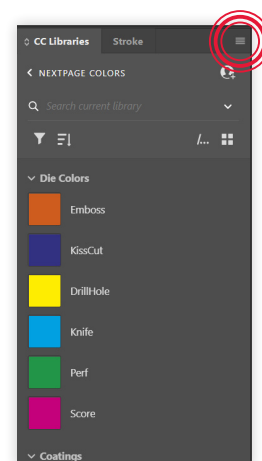 CC Libraries Stroke
NEXTPAGE COLORS
Search current library
/...
Die Colors
Emboss
KissCut
DrillHole
Knife
Perf
Score
Coatings